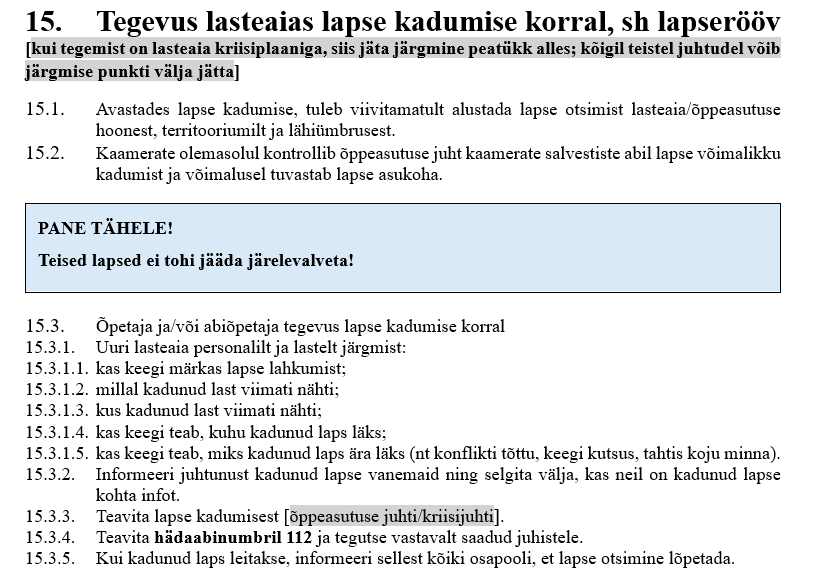 15. Tegevus lasteaias lapse kadumise korral, sh lapserööv
[kui tegemist on lasteaia kriisiplaaniga, siis jäta järgmine peatükk alles; kõigil teistel juhtudel võib
järgmise punkti välja jätta]
15.1. Avastades lapse kadumise, tuleb viivitamatult alustada lapse otsimist lasteaia/õppeasutuse
hoonest, territooriumilt ja lähiümbrusest.
15.2. Kaamerate olemasolul kontrollib õppeasutuse juht kaamerate salvestiste abil lapse võimalikku
kadumist ja võimalusel tuvastab lapse asukoha.
PANE TÄHELE!
Teised lapsed ei tohi jääda järelevalveta!
15.3. Õpetaja ja/või abiõpetaja tegevus lapse kadumise korral
15.3.1. Uuri lasteaia personalilt ja lastelt järgmist:
15.3.1.1. kas keegi märkas lapse lahkumist;
15.3.1.2. millal kadunud last viimati nähti;
15.3.1.3. kus kadunud last viimati nähti;
15.3.1.4. kas keegi teab, kuhu kadunud laps läks;
15.3.1.5. kas keegi teab, miks kadunud laps ära läks (nt konflikti tõttu, keegi kutsus, tahtis koju minna).
15.3.2. Informeeri juhtunust kadunud lapse vanemaid ning selgita välja, kas neil on kadunud lapse
kohta infot.
15.3.3. Teavita lapse kadumisest [õppeasutuse juhti/kriisijuhti].
15.3.4. Teavita hädaabinumbril 112 ja tegutse vastavalt saadud juhistele.
15.3.5. Kui kadunud laps leitakse, informeeri sellest kõiki osapooli, et lapse otsimine lõpetada.